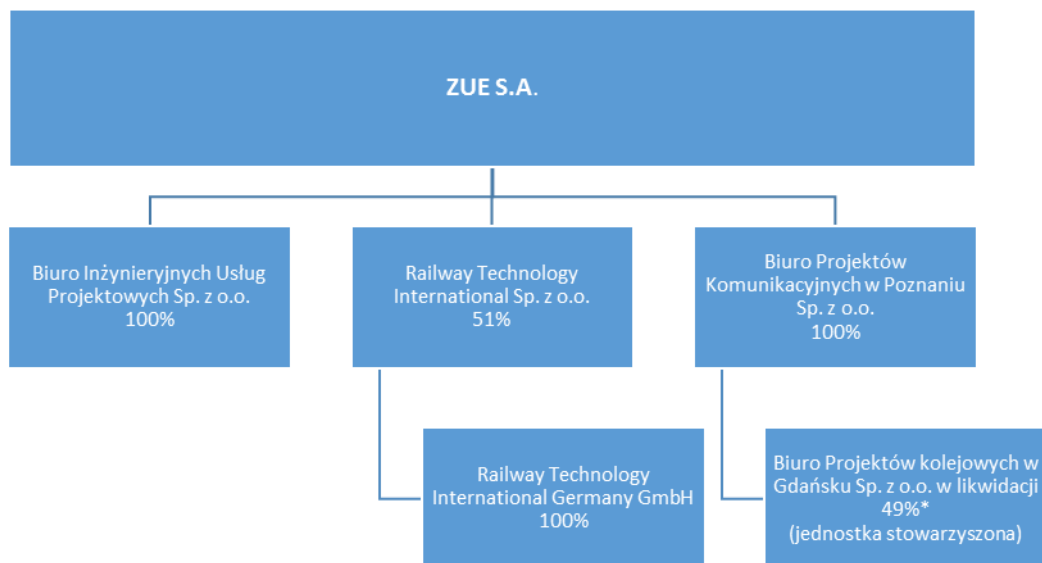 ZUE S.A.
Biuro Inżynieryjnych Usług
Projektowych Sp. z o.o.
100%
Railway Technology
International Sp. z o.o.
51%
Biuro Projektów
Komunikacyjnych w Poznaniu
Sp. z o.o.
100%
Railway Technology
International Germany GmbH
100%
Biuro Projektów kolejowych w
Gdańsku Sp. z o.o. w likwidacji
49%*
(jednostka stowarzyszona)